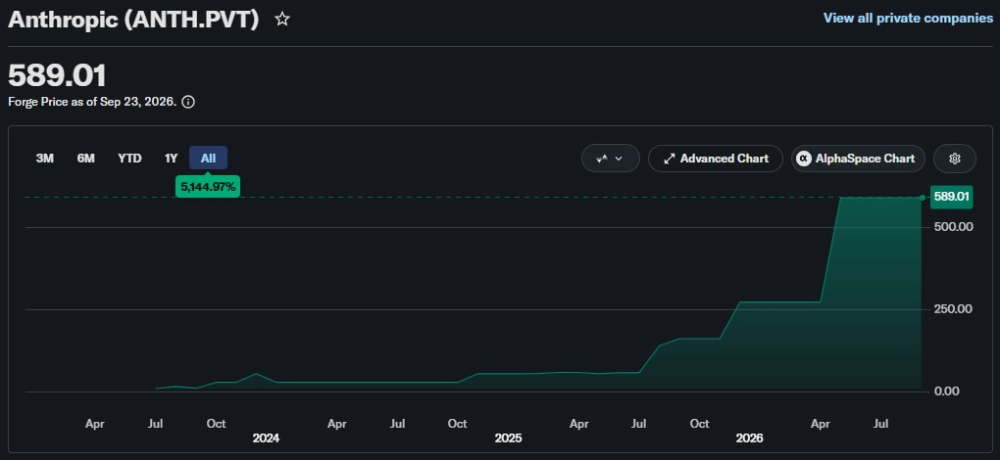 Anthropic (ANTH.PVT)
View all private companies
589.01
Forge Price as of Sep 23, 2026.
3M 6M YTD 1Y All
Advanced Chart
AlphaSpace Chart
5,144.97%
589.01
500.00
250.00
0.00
Apr Jul Oct Apr Jul Oct Apr Jul Oct Apr Jul
2024 2025 2026